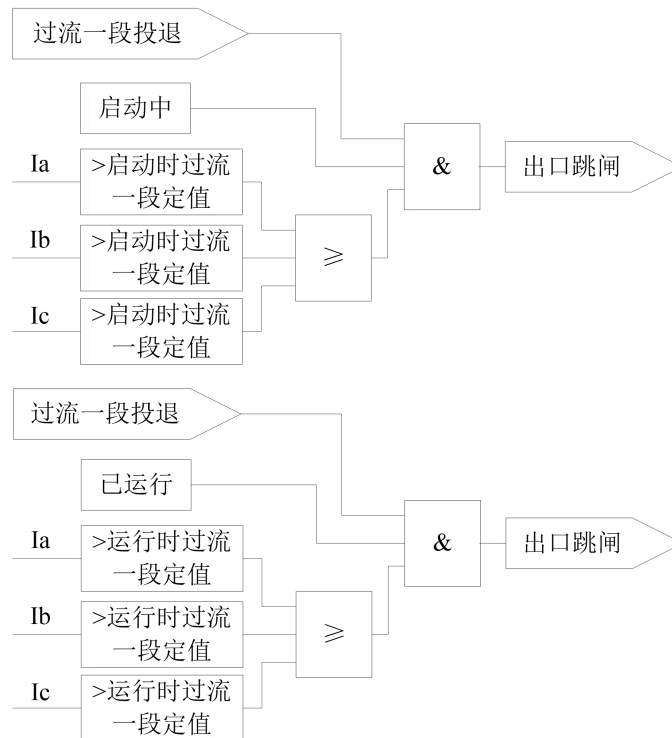 过流一段投退
启动中
&
出口跳闸
Ia
>启动时过流
一段定值
Ib
>启动时过流
一段定值
≥
Ic
>启动时过流
一段定值
过流一段投退
已运行
&
出口跳闸
Ia
>运行时过流
一段定值
Ib
>运行时过流
一段定值
≥
Ic
>运行时过流
一段定值